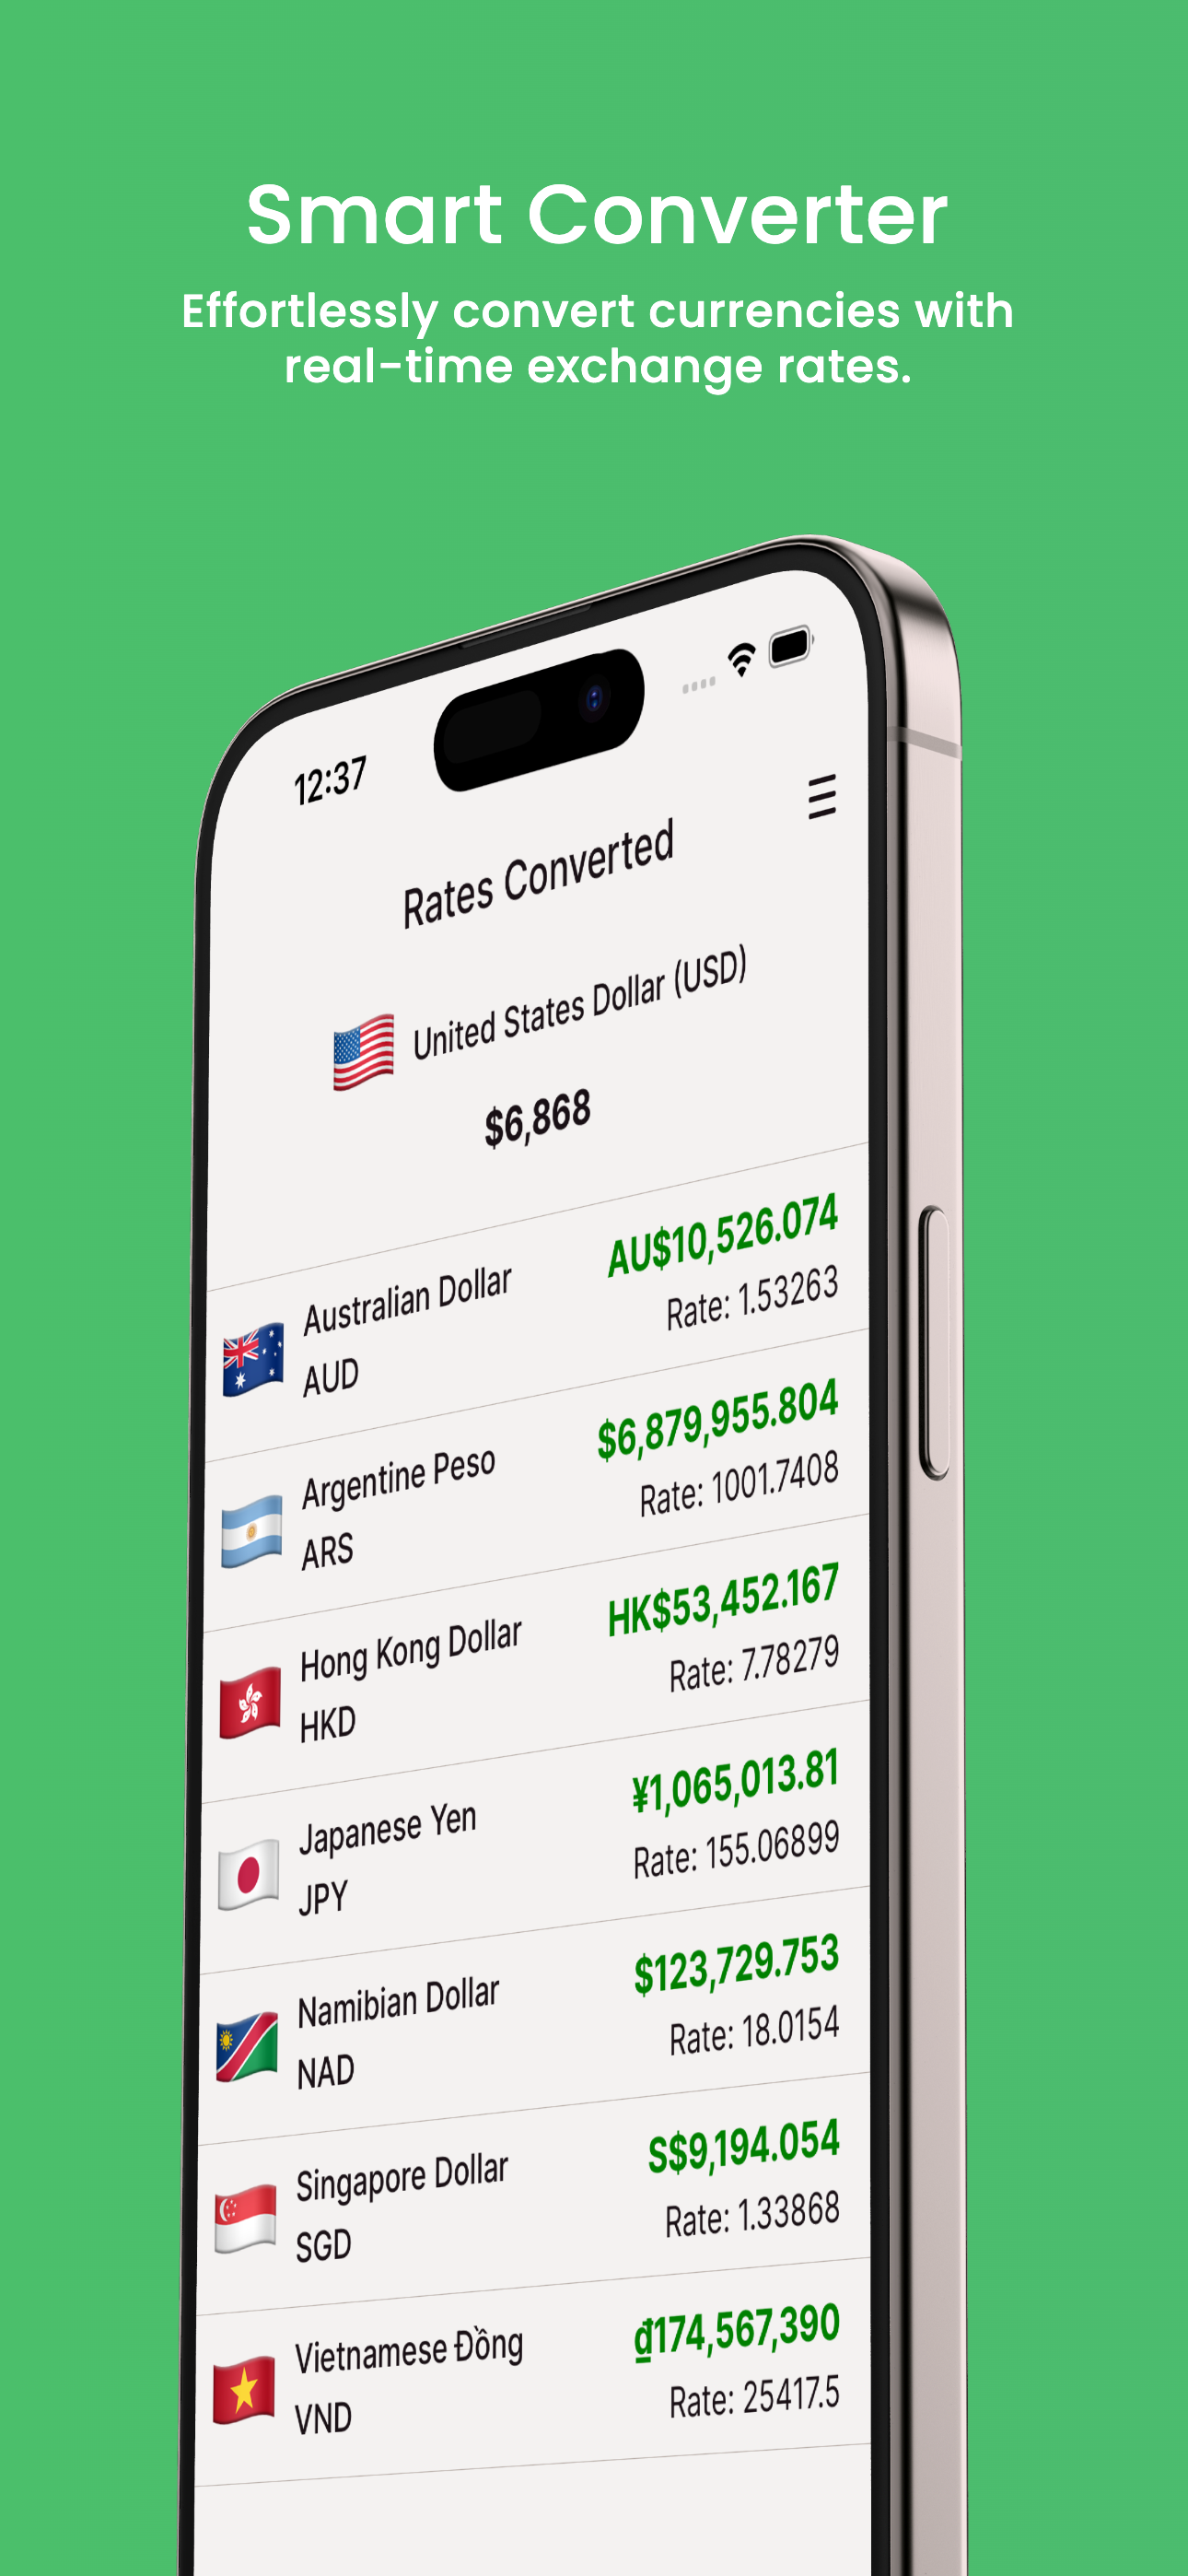 Smart Converter
Effortlessly convert currencies with
real-time exchange rates.
12:37
Rates Converted
United States Dollar (USD)
$6,868
Australian Dollar
AUD
AU$10,526.074
Rate: 1.53263
Argentine Peso
ARS
$6,879,955.804
Rate: 1001.7408
Hong Kong Dollar
HKD
HK$53,452.167
Rate: 7.78279
Japanese Yen
JPY
¥1,065,013.81
Rate: 155.06899
Namibian Dollar
NAD
$123,729.753
Rate: 18.0154
Singapore Dollar
SGD
S$9,194.054
Rate: 1.33868
Vietnamese Đồng
VND
₫174,567,390
Rate: 25417.5